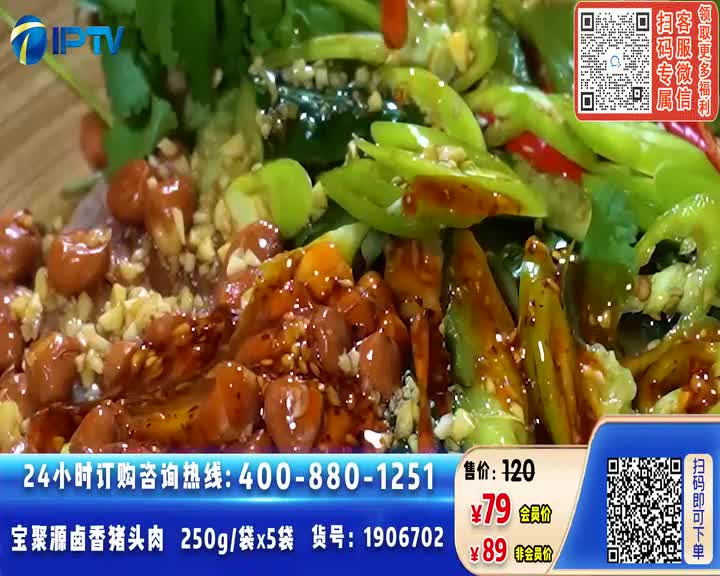 IPTV
扫码专属
客服微信
领取更多福利
24小时订购咨询热线:400-880-1251
宝聚源卤香猪头肉 250g/袋x5袋 货号:1906702
售价:120
¥79 会员价
¥89 非会员价
扫码即可下单